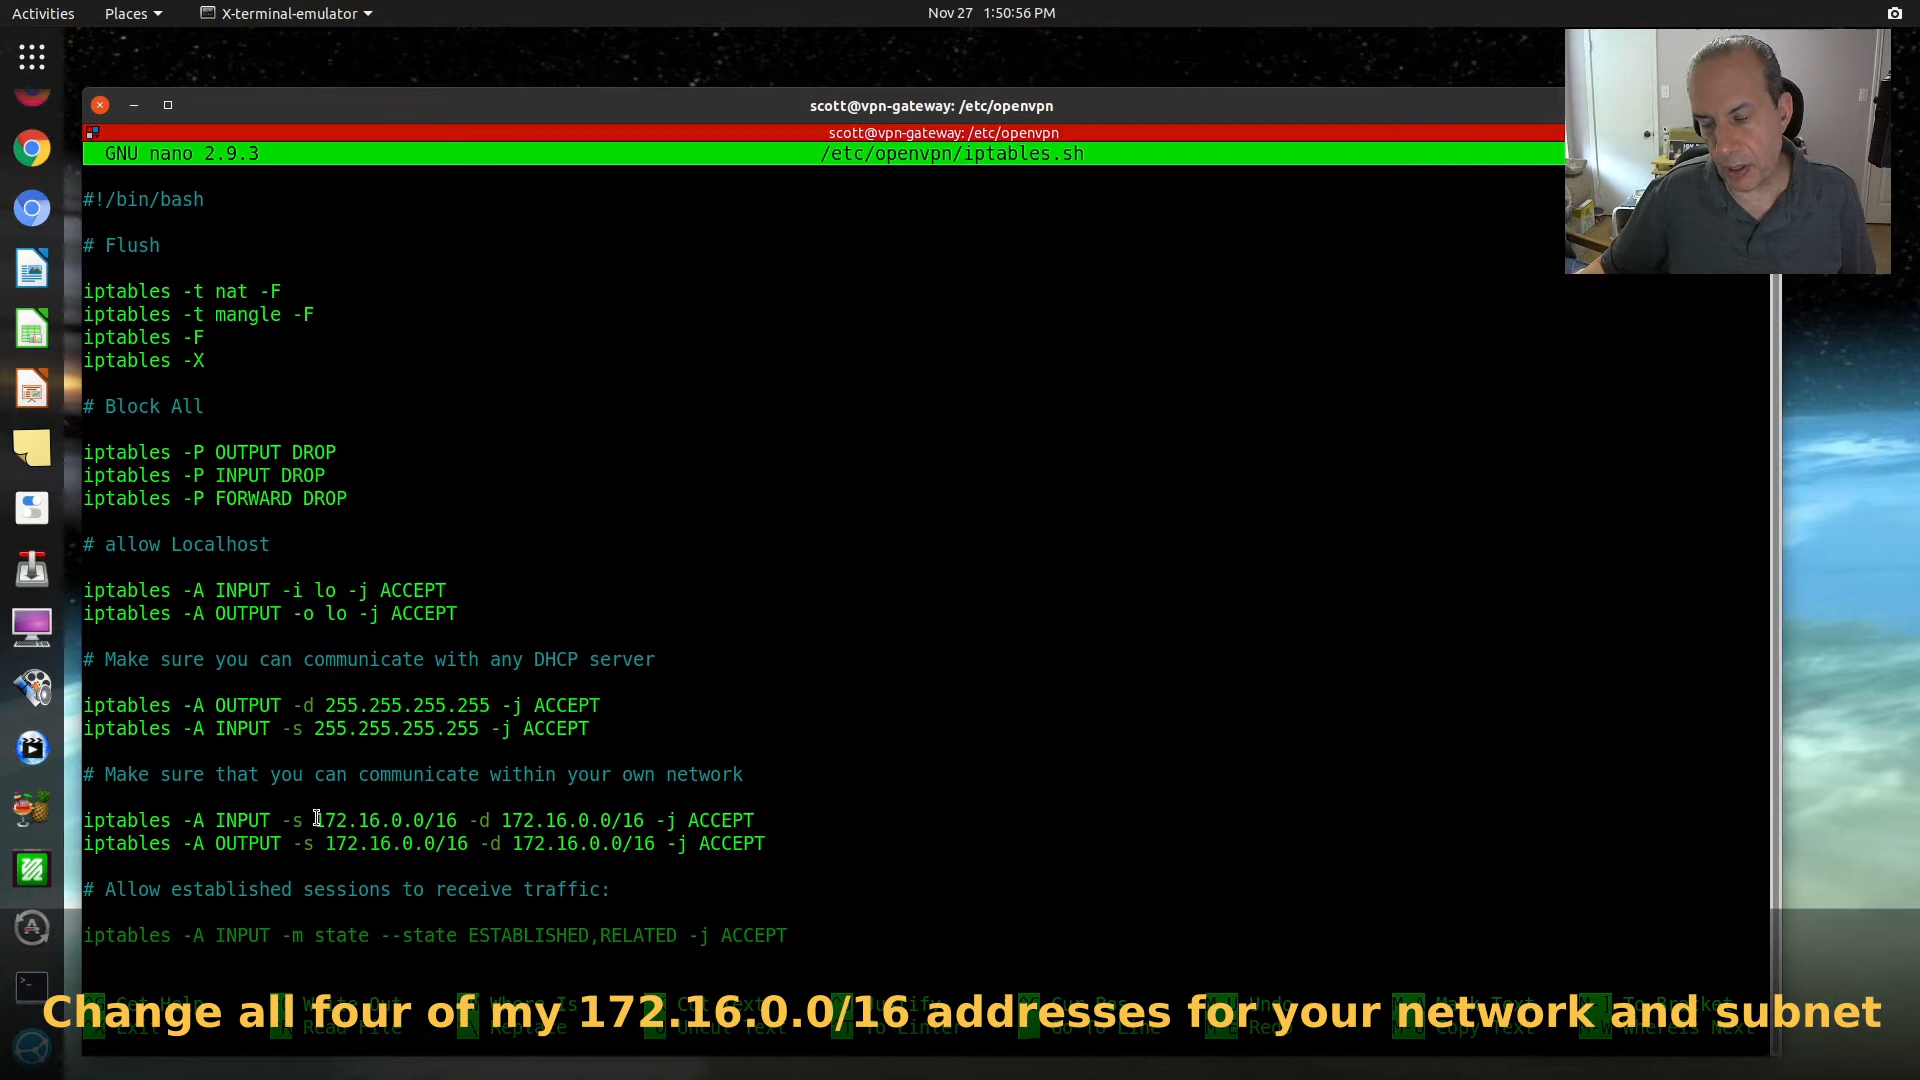 Activities Places X-terminal-emulator Nov 27 1:50:56 PM
scott@vpn-gateway: /etc/openvpn
scott@vpn-gateway: /etc/openvpn
GNU nano 2.9.3 /etc/openvpn/iptables.sh
#!/bin/bash
# Flush
iptables -t nat -F
iptables -t mangle -F
iptables -F
iptables -X
# Block All
iptables -P OUTPUT DROP
iptables -P INPUT DROP
iptables -P FORWARD DROP
# allow Localhost
iptables -A INPUT -i lo -j ACCEPT
iptables -A OUTPUT -o lo -j ACCEPT
# Make sure you can communicate with any DHCP server
iptables -A OUTPUT -d 255.255.255.255 -j ACCEPT
iptables -A INPUT -s 255.255.255.255 -j ACCEPT
# Make sure that you can communicate within your own network
iptables -A INPUT -s 172.16.0.0/16 -d 172.16.0.0/16 -j ACCEPT
iptables -A OUTPUT -s 172.16.0.0/16 -d 172.16.0.0/16 -j ACCEPT
# Allow established sessions to receive traffic:
iptables -A INPUT -m state --state ESTABLISHED,RELATED -j ACCEPT
Change all four of my 172.16.0.0/16 addresses for your network and subnet